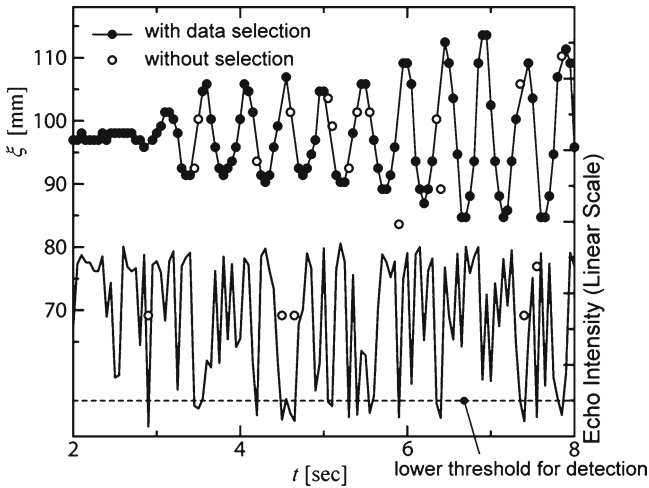 with data selection
without selection
110
100
90
80
70
ξ [mm]
Echo Intensity (Linear Scale)
2
4
6
8
t [sec]
lower threshold for detection